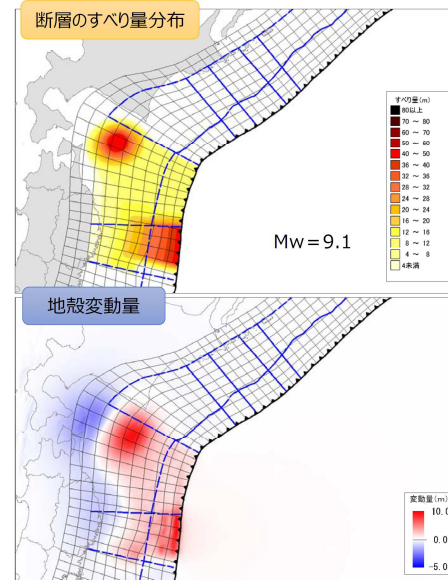 断層のすべり量分布
すべり量(m)
80以上
70 ～ 80
60 ～ 70
50 ～ 60
40 ～ 50
36 ～ 40
32 ～ 36
28 ～ 32
24 ～ 28
20 ～ 24
16 ～ 20
12 ～ 16
8 ～ 12
4 ～ 8
4未満
Mw＝9.1
地殻変動量
変動量(m)
10.0
0.0
-5.0